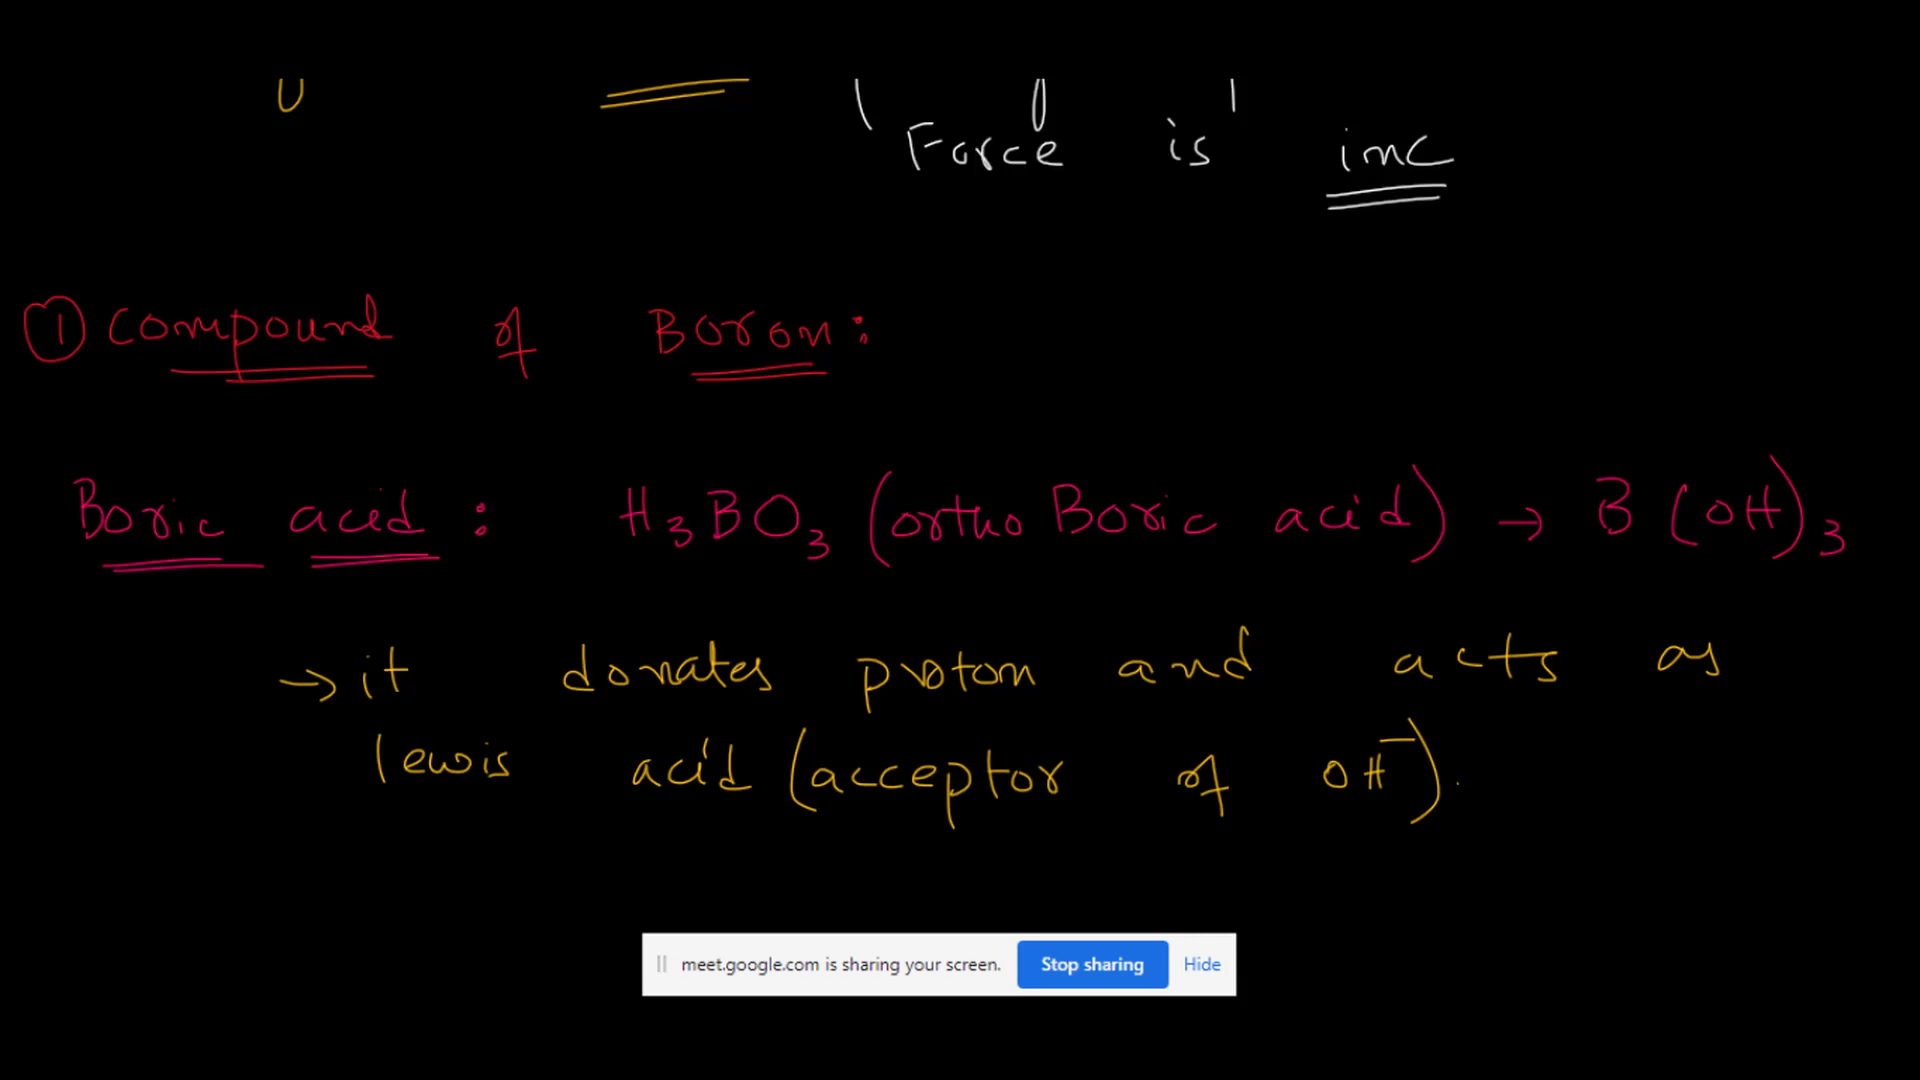 Force is inc
① Compound of Boron:
Boric acid : H₃BO₃ (ortho Boric acid) → B(OH)₃
→ it donates proton and acts as
lewis acid (acceptor of OH⁻).
meet.google.com is sharing your screen. Stop sharing Hide